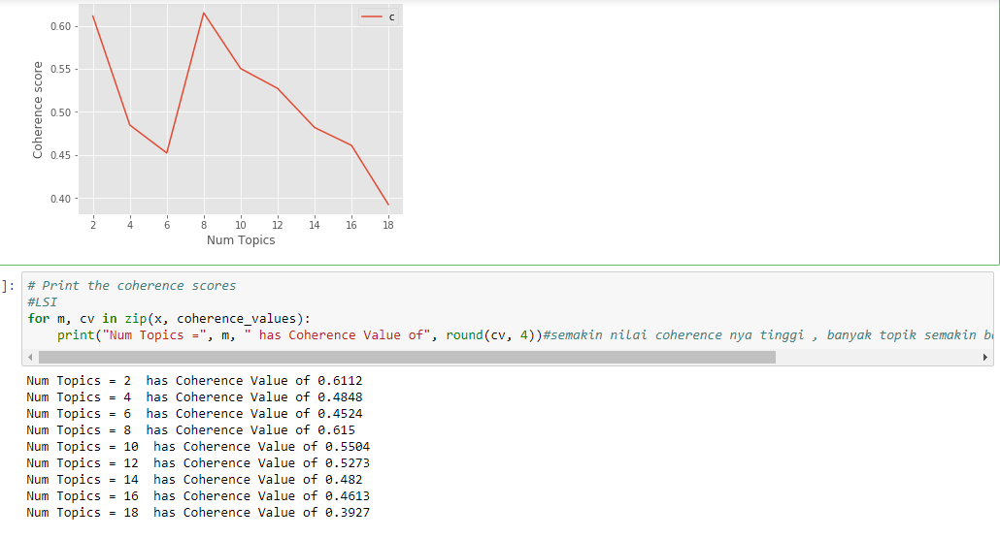 0.60
0.55
0.50
0.45
0.40
Coherence score
c
2 4 6 8 10 12 14 16 18
Num Topics
]: # Print the coherence scores
#LSI
for m, cv in zip(x, coherence_values):
print("Num Topics =", m, " has Coherence Value of", round(cv, 4))#semakin nilai coherence nya tinggi , banyak topik semakin
Num Topics = 2  has Coherence Value of 0.6112
Num Topics = 4  has Coherence Value of 0.4848
Num Topics = 6  has Coherence Value of 0.4524
Num Topics = 8  has Coherence Value of 0.615
Num Topics = 10  has Coherence Value of 0.5504
Num Topics = 12  has Coherence Value of 0.5273
Num Topics = 14  has Coherence Value of 0.482
Num Topics = 16  has Coherence Value of 0.4613
Num Topics = 18  has Coherence Value of 0.3927